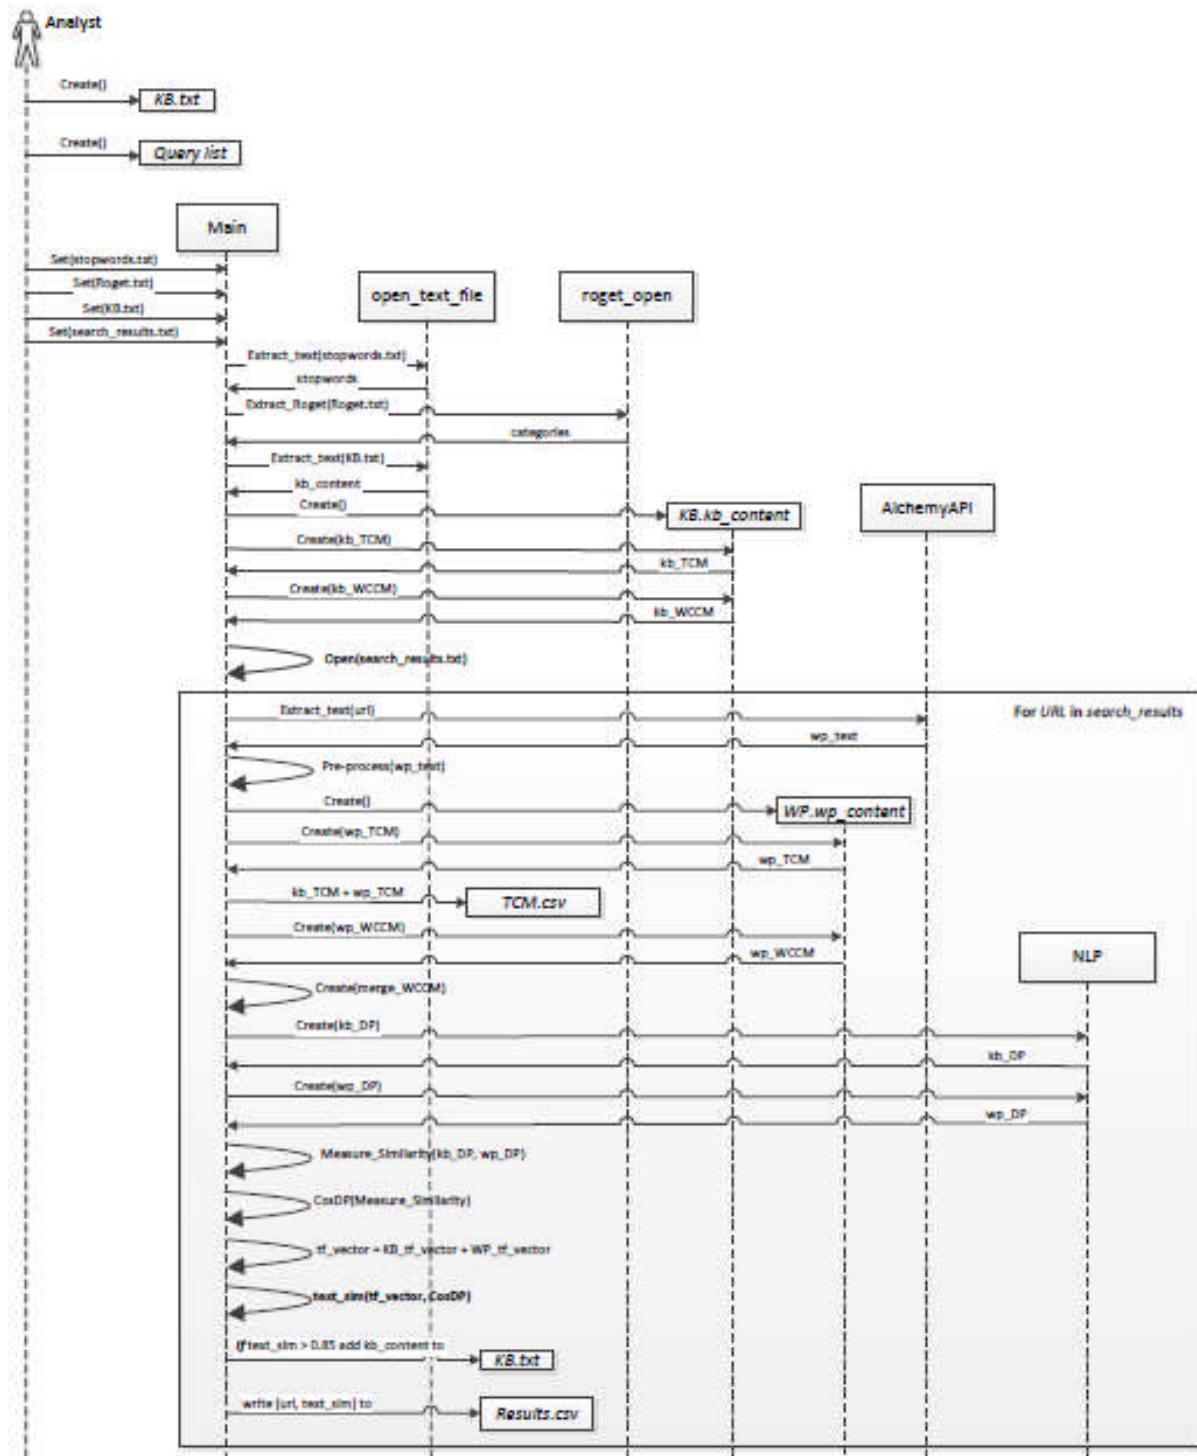 Analyst
Create()
KB.txt
Create()
Query list
Main
Set(stopwords.txt)
Set(Roget.txt)
open_text_file
roget_open
Set(KB.txt)
Set(search_results.txt)
Extract_text(stopwords.txt)
stopwords
Extract_Roget(Roget.txt)
categories
Extract_text(KB.txt)
kb_content
Create()
KB.kb_content
AlchemyAPI
Create(kb_TCM)
kb_TCM
Create(kb_WCCM)
kb_WCCM
Open(search_results.txt)
Extract_text(url)
For URL in search_results
wp_text
Pre-process(wp_text)
Create()
WP.wp_content
Create(wp_TCM)
wp_TCM
kb_TCM + wp_TCM
TCM.csv
Create(wp_WCCM)
wp_WCCM
NLP
Create(merge_WCCM)
Create(kb_DP)
kb_DP
Create(wp_DP)
wp_DP
Measure_Similarity(kb_DP, wp_DP)
CosDP(Measure_Similarity)
tf_vector = KB_tf_vector + WP_tf_vector
text_sim(tf_vector, CosDP)
If text_sim > 0.85 add kb_content to
KB.txt
write [url, text_sim] to
Results.csv